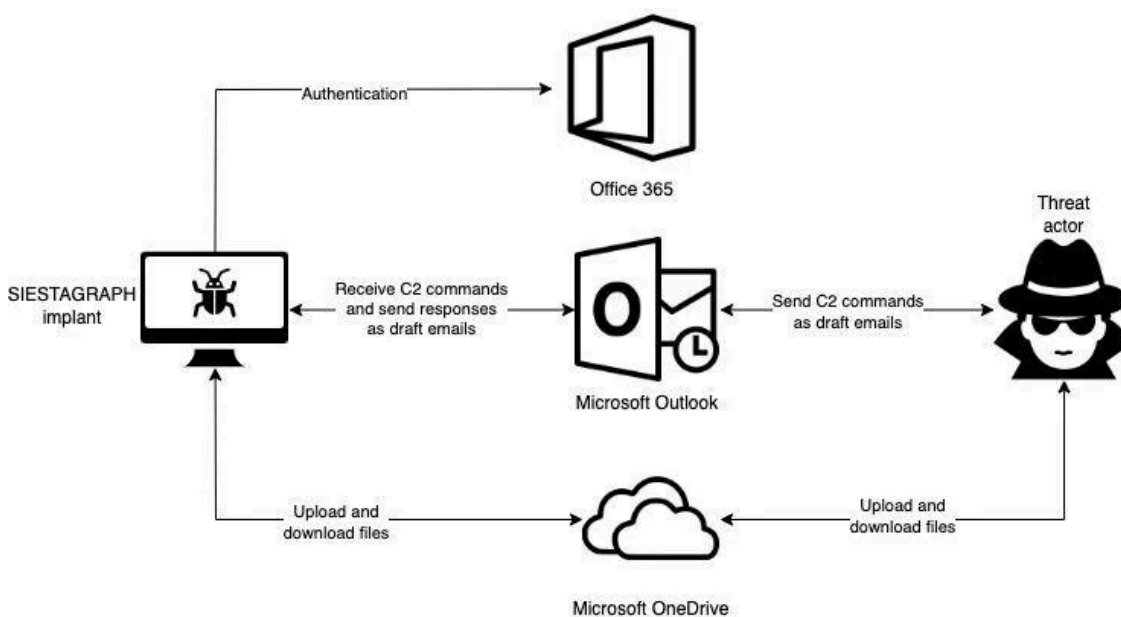 Authentication
Office 365
Threat
actor
SIESTAGRAPH
implant
Receive C2 commands
and send responses
as draft emails
O
Send C2 commands
as draft emails
Microsoft Outlook
Upload and
download files
Upload and
download files
Microsoft OneDrive